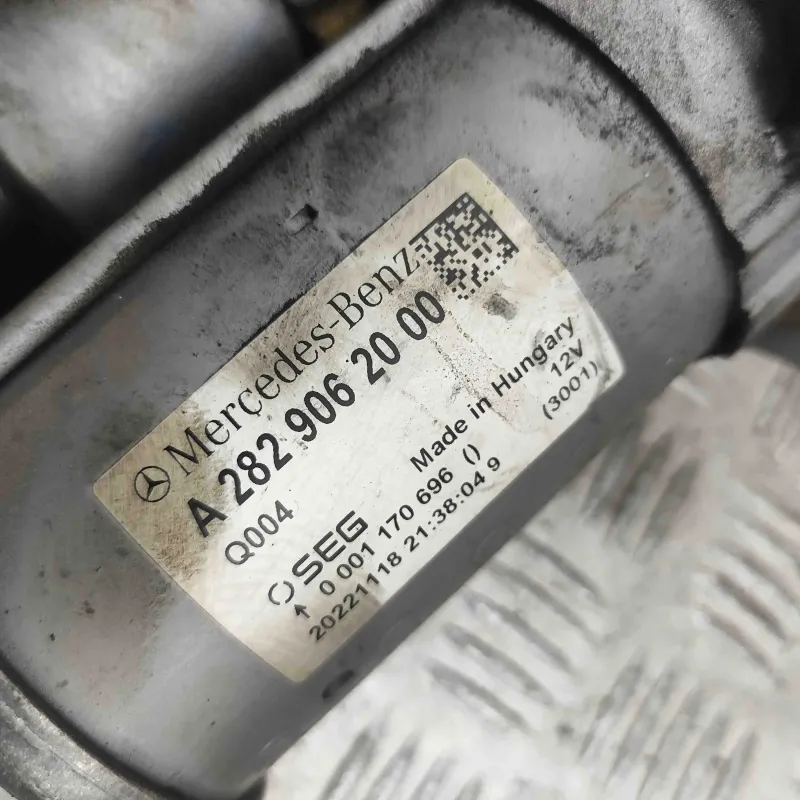 Mercedes-Benz
A 282 906 20 00
Q004
Made in Hungary
12V
(3001)
SEG
↑ 0 001 170 696 ()
20221118 21:38:04 9